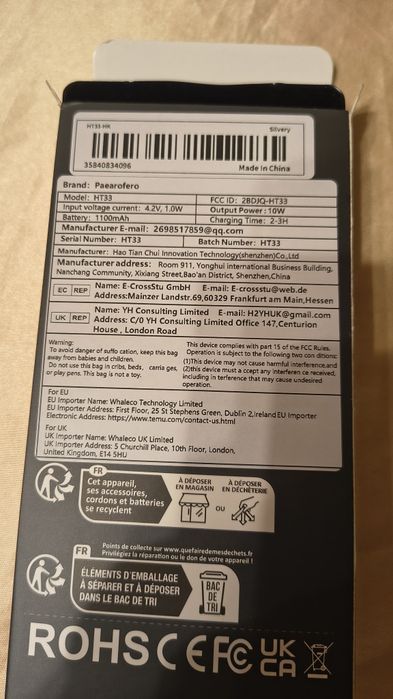 HT33-HK
Silvery
35840834096
Made in China
Brand: Paearofero
Model: HT33
FCC ID: 2BDJQ-HT33
Input voltage current: 4.2V, 1.0W
Output Power: 10W
Battery: 1100mAh
Charging Time: 2-3H
Manufacturer E-mail: 2698517859@qq.com
Serial Number: HT33
Batch Number: HT33
Manufacturer: Hao Tian Chui Innovation Technology(shenzhen)Co.,Ltd
Manufacturer address: Room 911, Yonghui international Business Building,
Nanchang Community, Xixiang Street,Bao'an District, Shenzhen,China
EC REP
Name: E-CrossStu GmbH E-mail: E-crossstu@web.de
Address:Mainzer Landstr.69,60329 Frankfurt am Main,Hessen
UK REP
Name: YH Consulting Limited E-mail: H2YHUK@gmail.com
Address: C/0 YH Consulting Limited Office 147,Centurion
House , London Road
Warning:
To avoid danger of suffo cation, keep this bag
away from babies and children.
Do not use this bag in cribs, beds, carria ges,
or play pens. This bag is not a toy.
This device complies with part 15 of the FCC Rules.
Operation is subject to the following two con ditions:
(1)This device may not cause harmful interference,and
(2)this device must a ccept any interferen ce received,
including in terference that may cause undesired
operation.
For EU
EU Importer Name: Whaleco Technology Limited
EU Importer Address: First Floor, 25 St Stephens Green, Dublin 2,Ireland EU Importer
Electronic Address: https://www.temu.com/contact-us.html
For UK
UK Importer Name: Whaleco UK Limited
UK Importer Address: 5 Churchill Place, 10th Floor, London,
United Kingdom, E14 5HU
FR
Cet appareil,
ses accessoires,
cordons et batteries
se recyclent
À DÉPOSER
EN MAGASIN
OU
À DÉPOSER
EN DÉCHÈTERIE
Points de collecte sur www.quefairedemesdechets.fr
Privilégiez la réparation ou le don de votre appareil !
FR
ÉLÉMENTS D'EMBALLAGE
À SÉPARER ET À DÉPOSER
DANS LE BAC DE TRI
BAC
DE
TRI
ROHS CE FC UK
CA